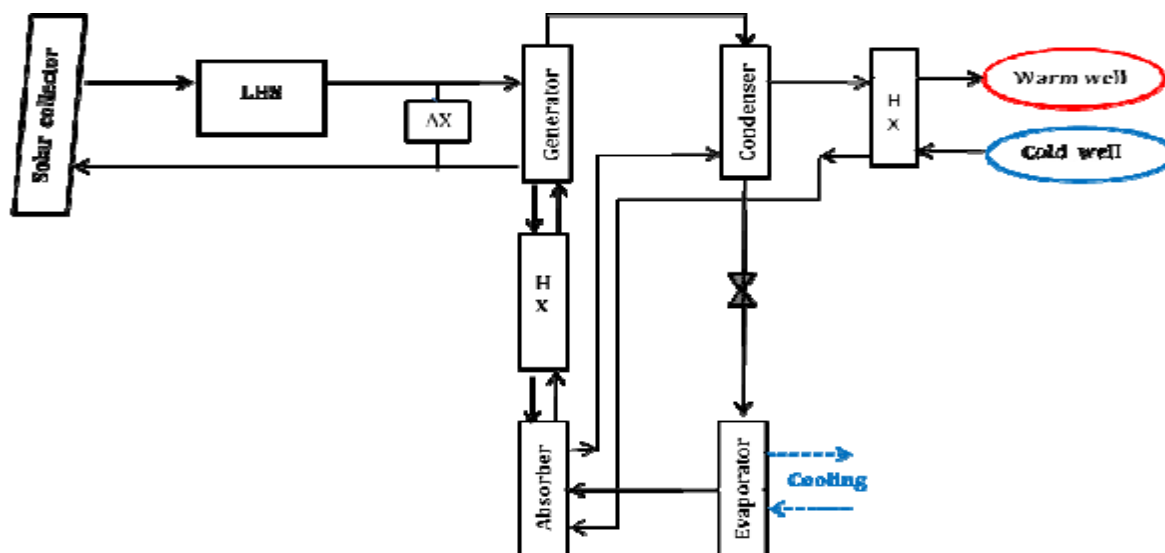 Solar collector
LHS
AX
Generator
Condenser
H
X
Warm well
Cold well
H
X
Absorber
Evaporator
Cooling